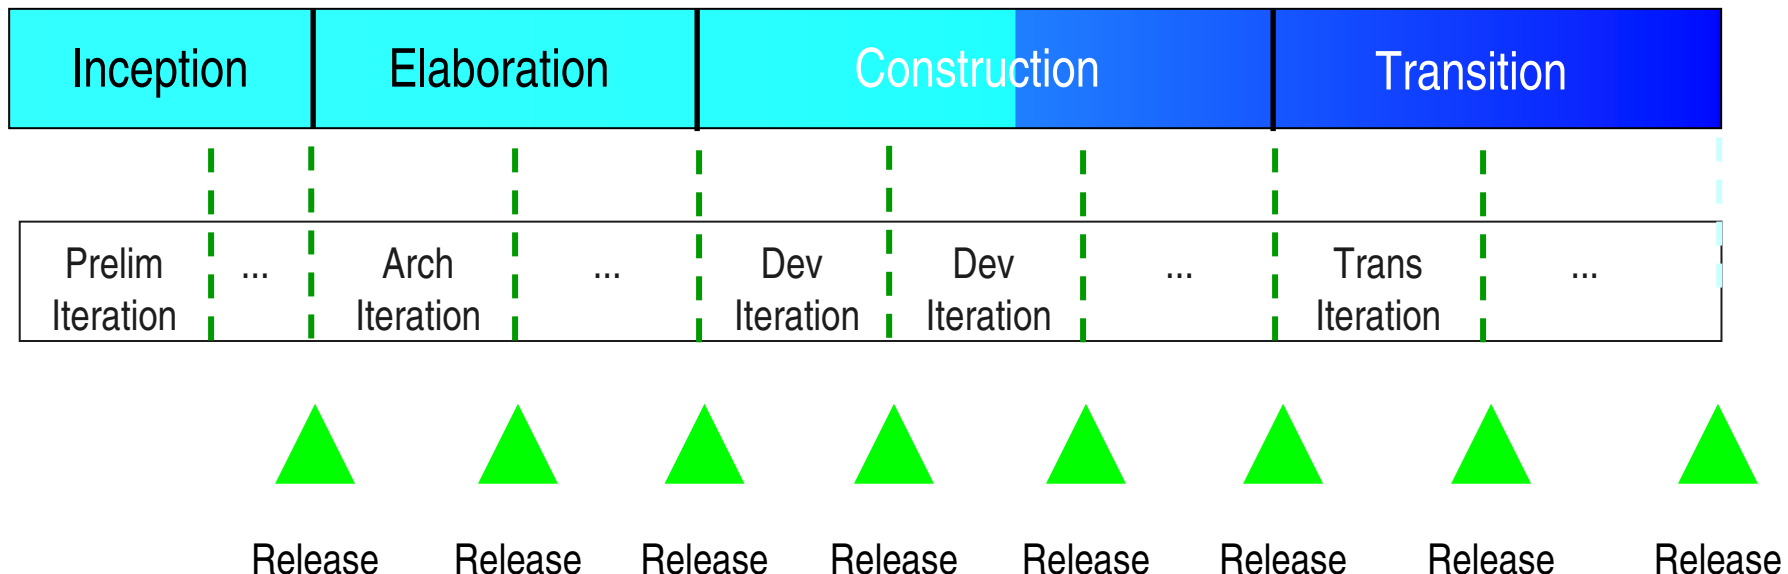 Inception Elaboration Construction Transition
Prelim ... Arch ... Dev Dev ... Trans ...
Iteration Iteration Iteration Iteration Iteration
Release Release Release Release Release Release Release Release